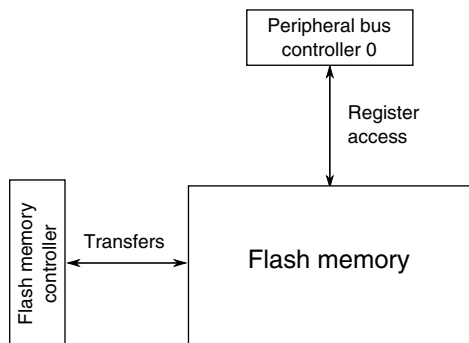 Peripheral bus
controller 0
Register
access
Flash memory
controller
Transfers
Flash memory